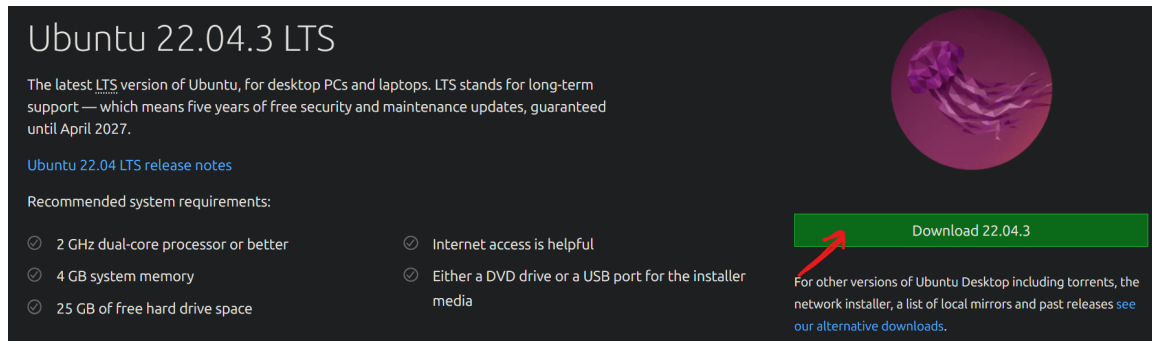 Ubuntu 22.04.3 LTS
The latest LTS version of Ubuntu, for desktop PCs and laptops. LTS stands for long-term
support — which means five years of free security and maintenance updates, guaranteed
until April 2027.
Ubuntu 22.04 LTS release notes
Recommended system requirements:
2 GHz dual-core processor or better
4 GB system memory
25 GB of free hard drive space
Internet access is helpful
Either a DVD drive or a USB port for the installer
media
Download 22.04.3
For other versions of Ubuntu Desktop including torrents, the
network installer, a list of local mirrors and past releases see
our alternative downloads.